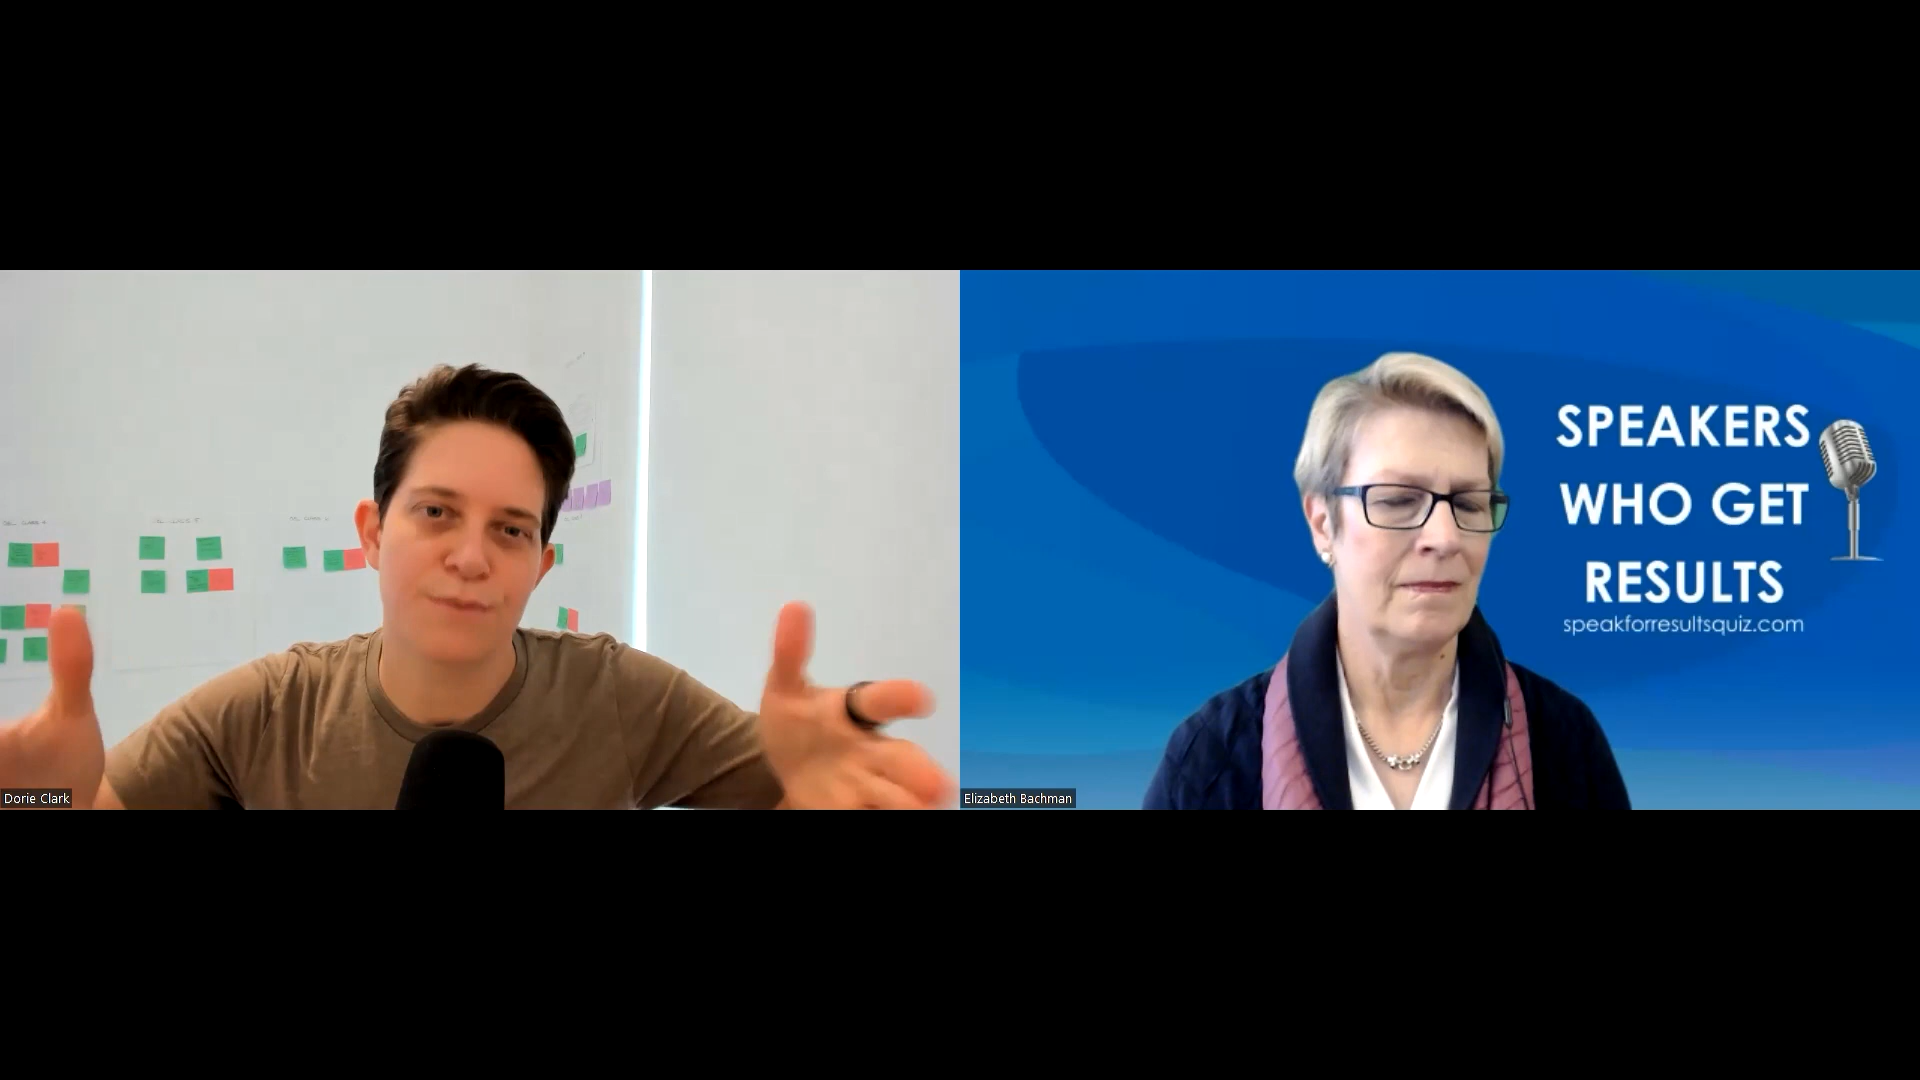 Dorie Clark
SPEAKERS
WHO GET
RESULTS
speakforresultsquiz.com
Elizabeth Bachman